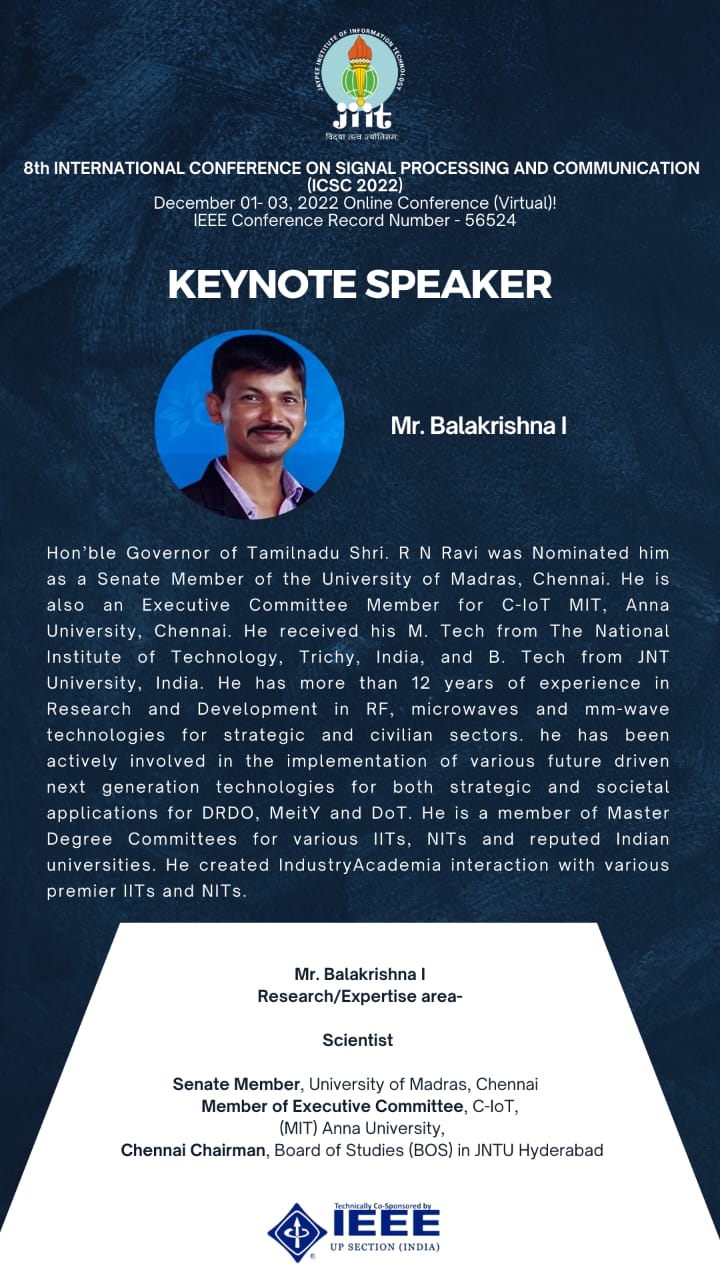 JAYPEE INSTITUTE OF INFORMATION TECHNOLOGY
jiit
विद्या तत्व ज्योतिसमः
8th INTERNATIONAL CONFERENCE ON SIGNAL PROCESSING AND COMMUNICATION
(ICSC 2022)
December 01- 03, 2022 Online Conference (Virtual)!
IEEE Conference Record Number - 56524
KEYNOTE SPEAKER
Mr. Balakrishna I
Hon’ble Governor of Tamilnadu Shri. R N Ravi was Nominated him
as a Senate Member of the University of Madras, Chennai. He is
also an Executive Committee Member for C-IoT MIT, Anna
University, Chennai. He received his M. Tech from The National
Institute of Technology, Trichy, India, and B. Tech from JNT
University, India. He has more than 12 years of experience in
Research and Development in RF, microwaves and mm-wave
technologies for strategic and civilian sectors. he has been
actively involved in the implementation of various future driven
next generation technologies for both strategic and societal
applications for DRDO, MeitY and DoT. He is a member of Master
Degree Committees for various IITs, NITs and reputed Indian
universities. He created IndustryAcademia interaction with various
premier IITs and NITs.
Mr. Balakrishna I
Research/Expertise area-
Scientist
Senate Member, University of Madras, Chennai
Member of Executive Committee, C-IoT,
(MIT) Anna University,
Chennai Chairman, Board of Studies (BOS) in JNTU Hyderabad
Technically Co-Sponsored by
IEEE
®
UP SECTION (INDIA)